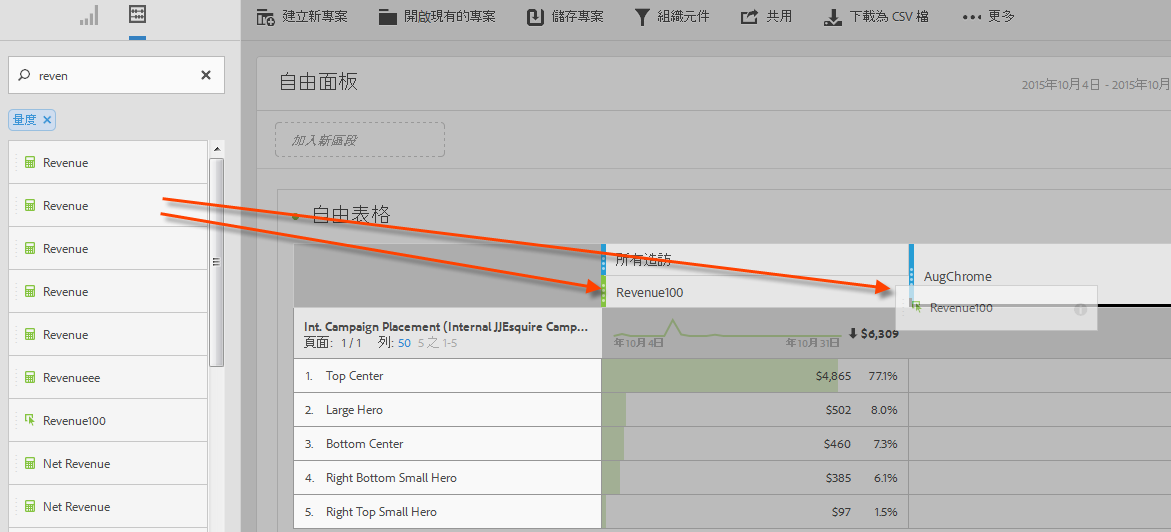 建立新專案 開啟現有的專案 儲存專案 組織元件 共用 下載為 CSV 檔 更多
reven
量度
Revenue
Revenue
Revenue
Revenue
Revenue
Revenueee
Revenue100
Net Revenue
Net Revenue
自由面板
2015年10月4日 - 2015年10月
加入新區段
自由表格
所有造訪
Revenue100
AugChrome
Revenue100
Int. Campaign Placement (Internal JJEsquire Camp...
頁面: 1 / 1 列: 50 5 之 1-5
年10月4日 年10月31日
$6,309
1. Top Center $4,865 77.1%
2. Large Hero $502 8.0%
3. Bottom Center $460 7.3%
4. Right Bottom Small Hero $385 6.1%
5. Right Top Small Hero $97 1.5%